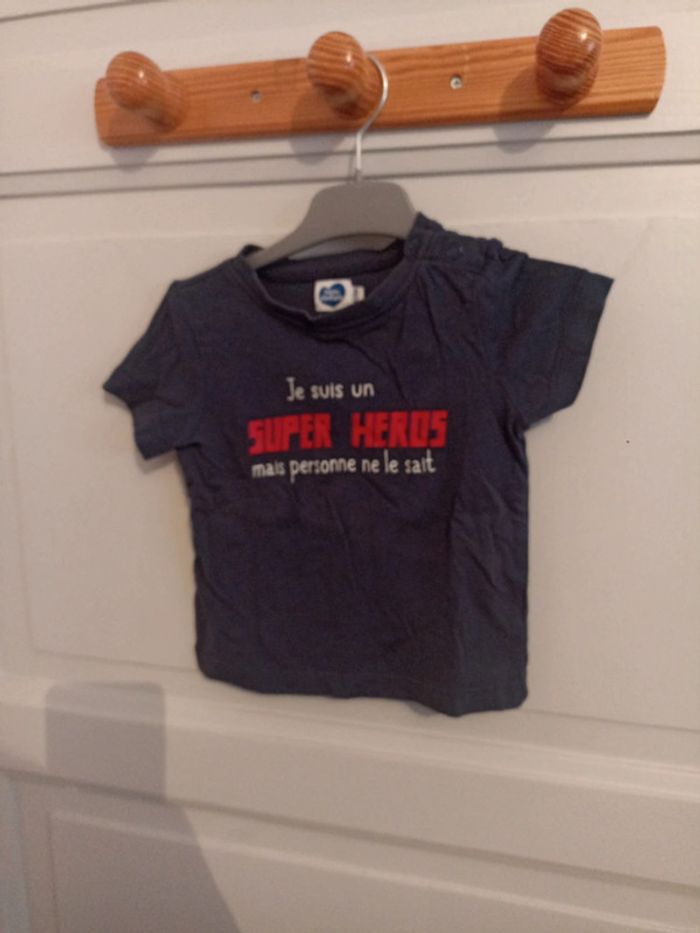 Je suis un
SUPER HEROS
mais personne ne le sait